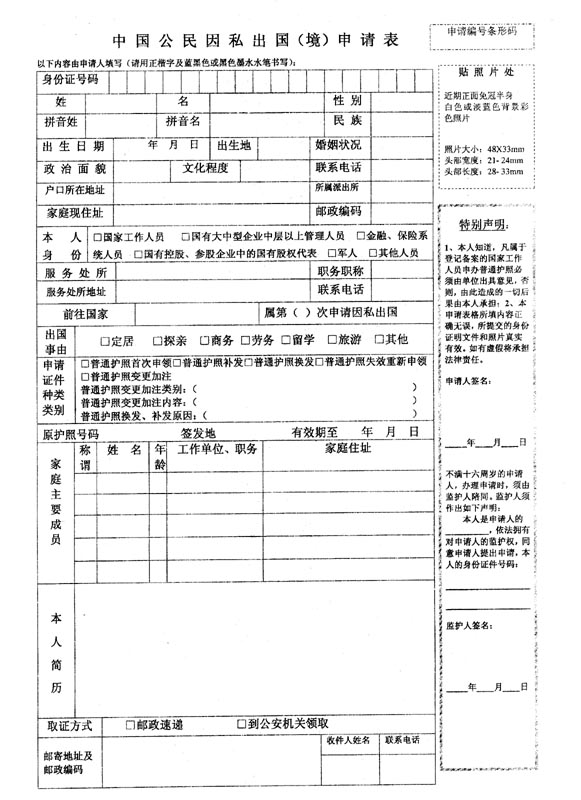 中国公民因私出国(境)申请表
申请编号条形码
以下内容由申请人填写(请用正楷字及蓝黑色或黑色墨水水笔书写):
身份证号码
姓 名 性 别
拼音姓 拼音名 民 族
出 生 日 期 年 月 日 出生地 婚姻状况
政 治 面 貌 文化程度 联系电话
户口所在地址 所属派出所
家庭现住址 邮政编码
本 人 身 份
□国家工作人员 □国有大中型企业中层以上管理人员 □金融、保险系
统人员 □国有控股、参股企业中的国有股权代表 □军人 □其他人员
服 务 处 所 职务职称
服务处所地址 联系电话
前往国家 属第( )次申请因私出国
出国事由 □定居 □探亲 □商务 □劳务 □留学 □旅游 □其他
申请证件种类类别
□普通护照首次申领□普通护照补发□普通护照换发□普通护照失效重新申领
□普通护照变更加注
普通护照变更加注类别:( )
普通护照变更加注内容:( )
普通护照换发、补发原因:( )
原护照号码 签发地 有效期至 年 月 日
家庭主要成员
称谓 姓 名 年龄 工作单位、职务 家庭住址
本人简历
取证方式 □邮政速递 □到公安机关领取
邮寄地址及
邮政编码
收件人姓名 联系电话
贴 照 片 处
近期正面免冠半身
白色或淡蓝色背景彩
色照片
照片大小:48X33mm
头形宽度:21- 24mm
头部长度:28- 33mm
特别声明:
1、本人知道,凡属于
登记备案的国家工作
人员申办普通护照必
须由单位出具意见,否
则,由此造成的一切后
果由本人承担;2、本
申请表格所填内容正
确无误,所提交的身份
证明文件和照片真实
有效。如有虚假将承担
法律责任。
申请人签名:
____年___月___日
不满十六周岁的申请
人,办理申请时,须由
监护人陪同。监护人须
作出如下声明:
本人是申请人的
______,依法拥有
对申请人的监护权,同
意申请人提出申请,本
人的身份证件号码:
监护人签名:
____年___月___日